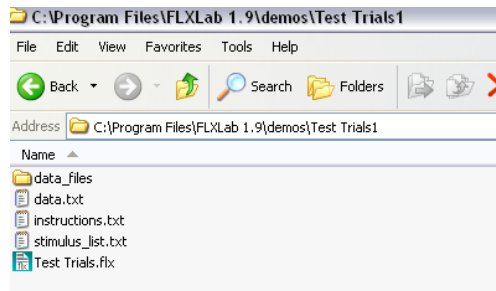 C:\Program Files\FLXLab 1.9\demos\Test Trials1
File Edit View Favorites Tools Help
Back Search Folders
Address C:\Program Files\FLXLab 1.9\demos\Test Trials1
Name
data_files
data.txt
instructions.txt
stimulus_list.txt
Test Trials.flx